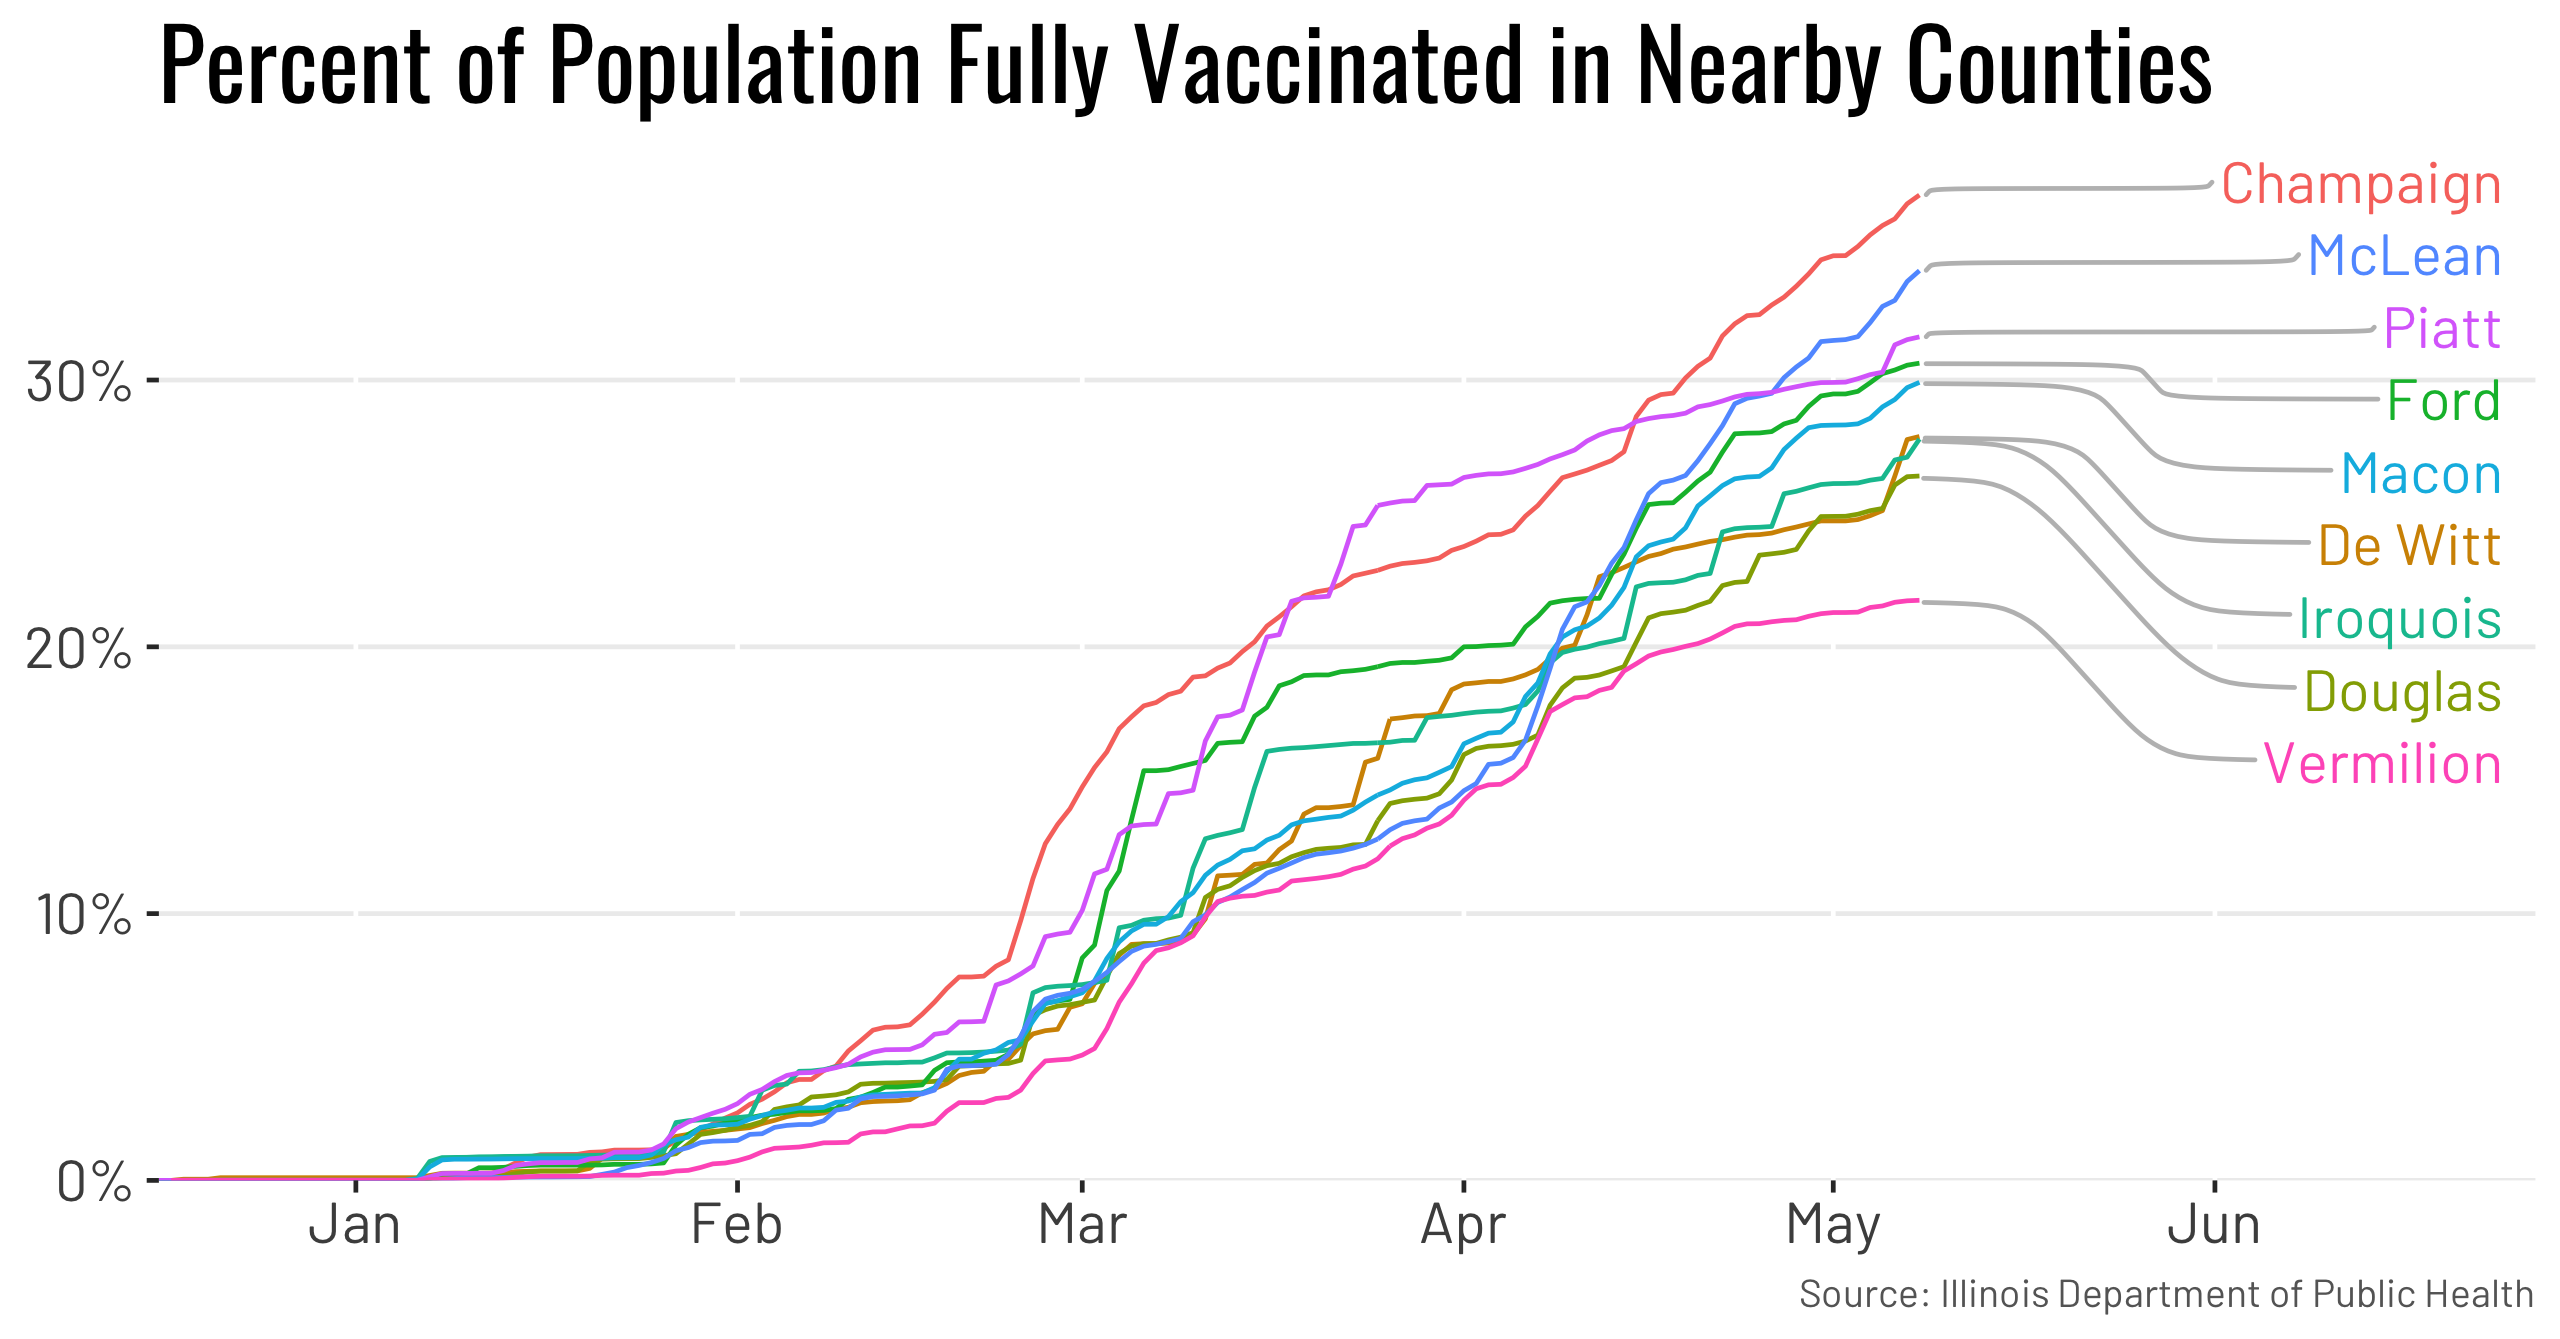 Percent of Population Fully Vaccinated in Nearby Counties
Champaign
McLean
Piatt
30%
Ford
Macon
De Witt
Iroquois
20%
Douglas
Vermilion
10%
0%
Jan Feb Mar Apr May Jun
Source: Illinois Department of Public Health